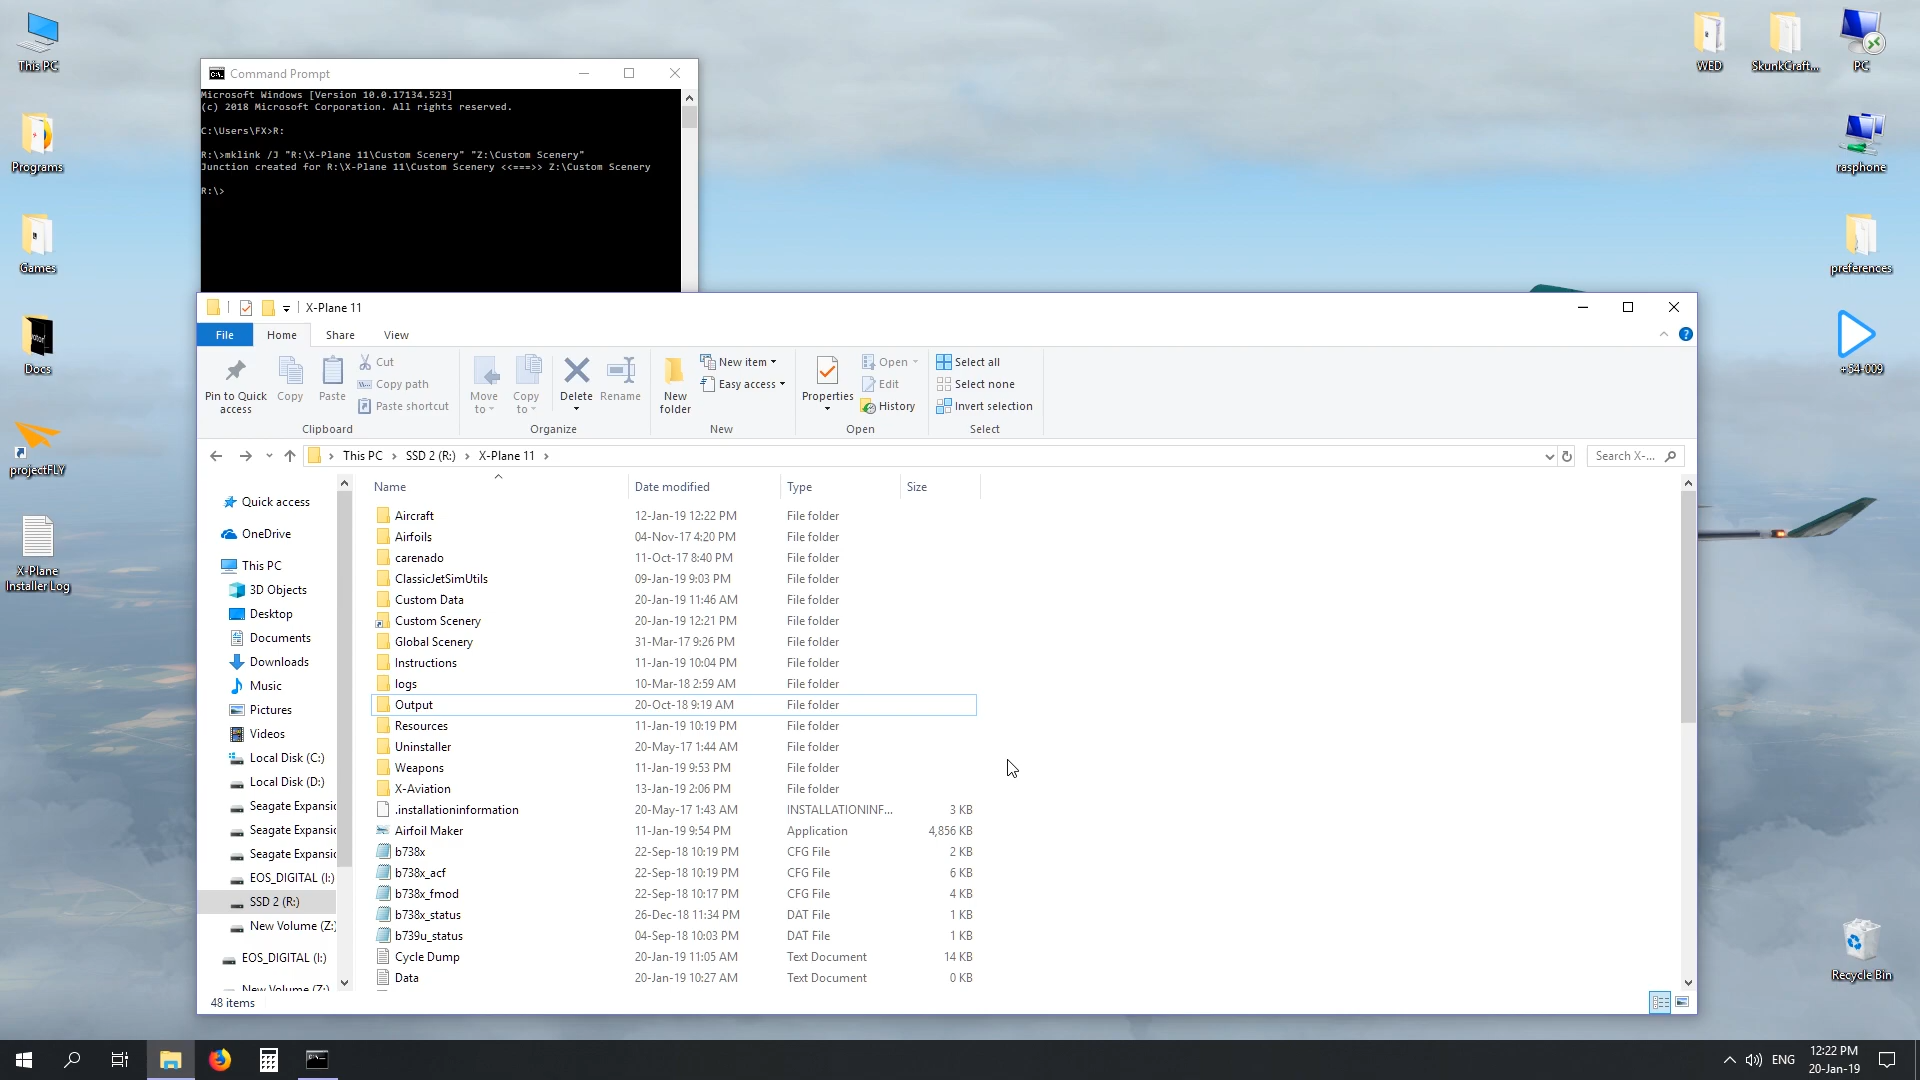 This PC
Programs
Games
Docs
projectFLY
X-Plane
Installer Log
WED
SkunkCraft...
PC
rasphone
preferences
+54-009
Recycle Bin
Command Prompt
Microsoft Windows [Version 10.0.17134.523]
(c) 2018 Microsoft Corporation. All rights reserved.
C:\Users\FX>R:
R:\>mklink /J "R:\X-Plane 11\Custom Scenery" "Z:\Custom Scenery"
Junction created for R:\X-Plane 11\Custom Scenery <<===>> Z:\Custom Scenery
R:\>
X-Plane 11
File Home Share View
Pin to Quick access
Copy
Paste
Cut
Copy path
Paste shortcut
Clipboard
Move to
Copy to
Delete
Rename
Organize
New folder
New item
Easy access
New
Properties
Open
Edit
History
Open
Select all
Select none
Invert selection
Select
This PC > SSD 2 (R:) > X-Plane 11 >
Search X-...
Quick access
OneDrive
This PC
3D Objects
Desktop
Documents
Downloads
Music
Pictures
Videos
Local Disk (C:)
Local Disk (D:)
Seagate Expansi
Seagate Expansi
Seagate Expansi
EOS_DIGITAL (I:)
SSD 2 (R:)
New Volume (Z:)
EOS_DIGITAL (I:)
New Volume (Z:)
Name Date modified Type Size
Aircraft 12-Jan-19 12:22 PM File folder
Airfoils 04-Nov-17 4:20 PM File folder
carenado 11-Oct-17 8:40 PM File folder
ClassicJetSimUtils 09-Jan-19 9:03 PM File folder
Custom Data 20-Jan-19 11:46 AM File folder
Custom Scenery 20-Jan-19 12:21 PM File folder
Global Scenery 31-Mar-17 9:26 PM File folder
Instructions 11-Jan-19 10:04 PM File folder
logs 10-Mar-18 2:59 AM File folder
Output 20-Oct-18 9:19 AM File folder
Resources 11-Jan-19 10:19 PM File folder
Uninstaller 20-May-17 1:44 AM File folder
Weapons 11-Jan-19 9:53 PM File folder
X-Aviation 13-Jan-19 2:06 PM File folder
.installationinformation 20-May-17 1:43 AM INSTALLATIONINF... 3 KB
Airfoil Maker 11-Jan-19 9:54 PM Application 4,856 KB
b738x 22-Sep-18 10:19 PM CFG File 2 KB
b738x_acf 22-Sep-18 10:19 PM CFG File 6 KB
b738x_fmod 22-Sep-18 10:17 PM CFG File 4 KB
b738x_status 26-Dec-18 11:34 PM DAT File 1 KB
b739u_status 04-Sep-18 10:03 PM DAT File 1 KB
Cycle Dump 20-Jan-19 11:05 AM Text Document 14 KB
Data 20-Jan-19 10:27 AM Text Document 0 KB
48 items
ENG
12:22 PM
20-Jan-19